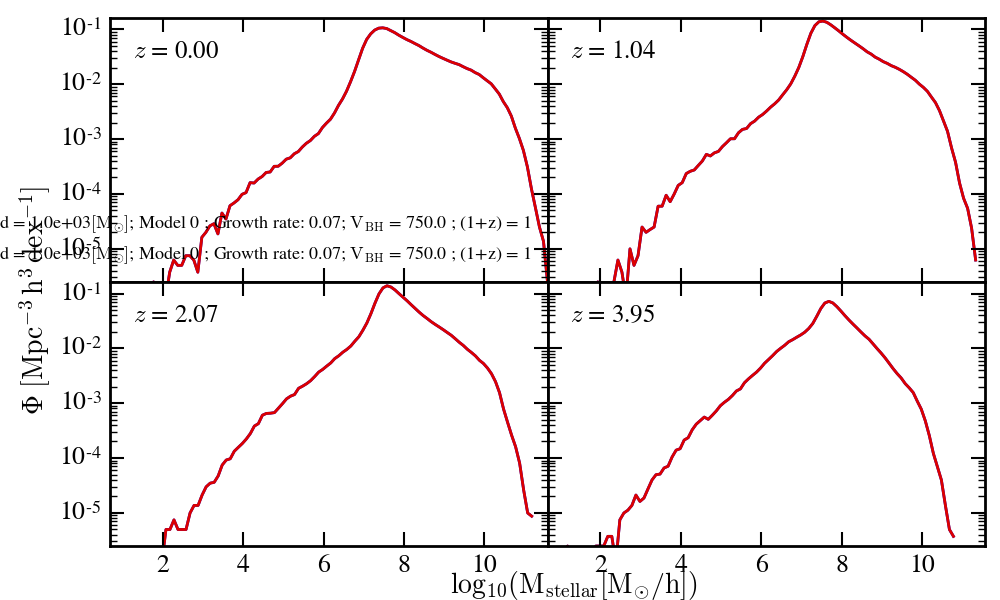 10⁻¹
z = 0.00
z = 1.04
10⁻²
10⁻³
10⁻⁴
d = 1.0e+03[M⊙]; Model 0 ; Growth rate: 0.07; V_BH = 750.0 ; (1+z) = 1
10⁻⁵
d = 1.0e+03[M⊙]; Model 0 ; Growth rate: 0.07; V_BH = 750.0 ; (1+z) = 1
Φ [Mpc⁻³ h³ dex⁻¹]
10⁻¹
z = 2.07
z = 3.95
10⁻²
10⁻³
10⁻⁴
10⁻⁵
2 4 6 8 10 2 4 6 8 10
log₁₀(M_stellar[M⊙/h])